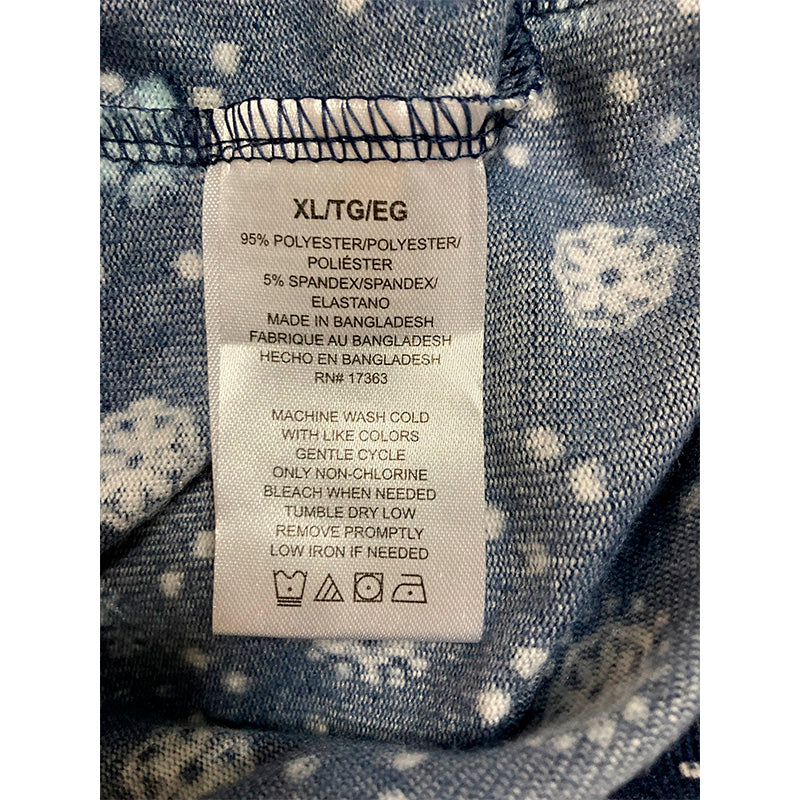 XL/TG/EG
95% POLYESTER/POLYESTER/
POLIÉSTER
5% SPANDEX/SPANDEX/
ELASTANO
MADE IN BANGLADESH
FABRIQUE AU BANGLADESH
HECHO EN BANGLADESH
RN# 17363
MACHINE WASH COLD
WITH LIKE COLORS
GENTLE CYCLE
ONLY NON-CHLORINE
BLEACH WHEN NEEDED
TUMBLE DRY LOW
REMOVE PROMPTLY
LOW IRON IF NEEDED